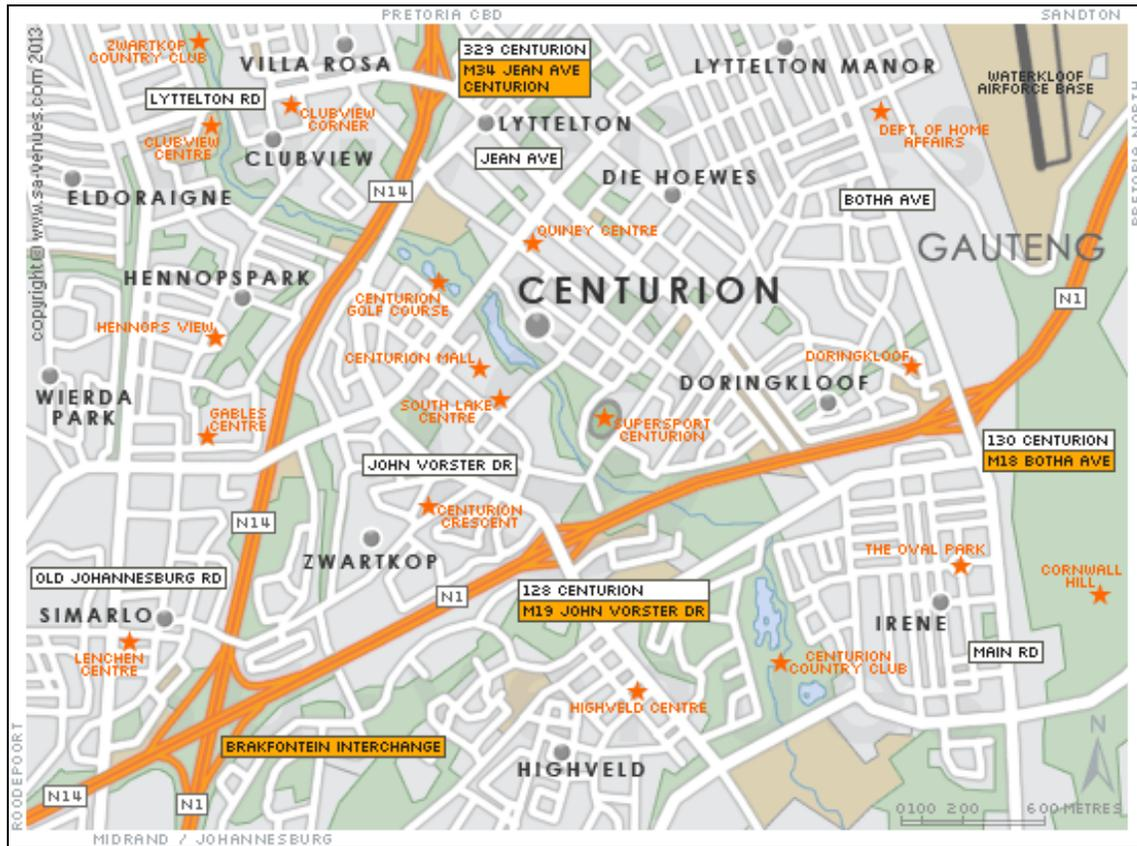 PRETORIA CBD
SANDTON
ZWARTKOP
COUNTRY CLUB
VILLA ROSA
329 CENTURION
M34 JEAN AVE
CENTURION
LYTTELTON MANOR
WATERKLOOF
AIRFORCE BASE
copyright @ www.sa-venues.com 2013
LYTTELTON RD
CLUBVIEW
CORNER
CLUBVIEW
CENTRE
CLUBVIEW
LYTTELTON
DEPT. OF HOME
AFFAIRS
JEAN AVE
DIE HOEWES
PRETORIA NORTH
ELDORAIGNE
N14
BOTHA AVE
QUINEY CENTRE
GAUTENG
HENNOPSPARK
CENTURION
GOLF COURSE
CENTURION
N1
HENNOPS VIEW
CENTURION MALL
DORINGKLOOF
WIERDA
PARK
SOUTH LAKE
CENTRE
DORINGKLOOF
GABLES
CENTRE
SUPERSPORT
CENTURION
130 CENTURION
M18 BOTHA AVE
JOHN VORSTER DR
N14
CENTURION
CRESCENT
ZWARTKOP
THE OVAL PARK
CORNWALL
HILL
OLD JOHANNESBURG RD
N1
128 CENTURION
M19 JOHN VORSTER DR
SIMARLO
IRENE
LENCHEN
CENTRE
CENTURION
COUNTRY CLUB
MAIN RD
HIGHVELD CENTRE
N
BRAKFONTEIN INTERCHANGE
HIGHVELD
ROODEPORT
N14
N1
0 100 200 600 METRES
MIDRAND / JOHANNESBURG